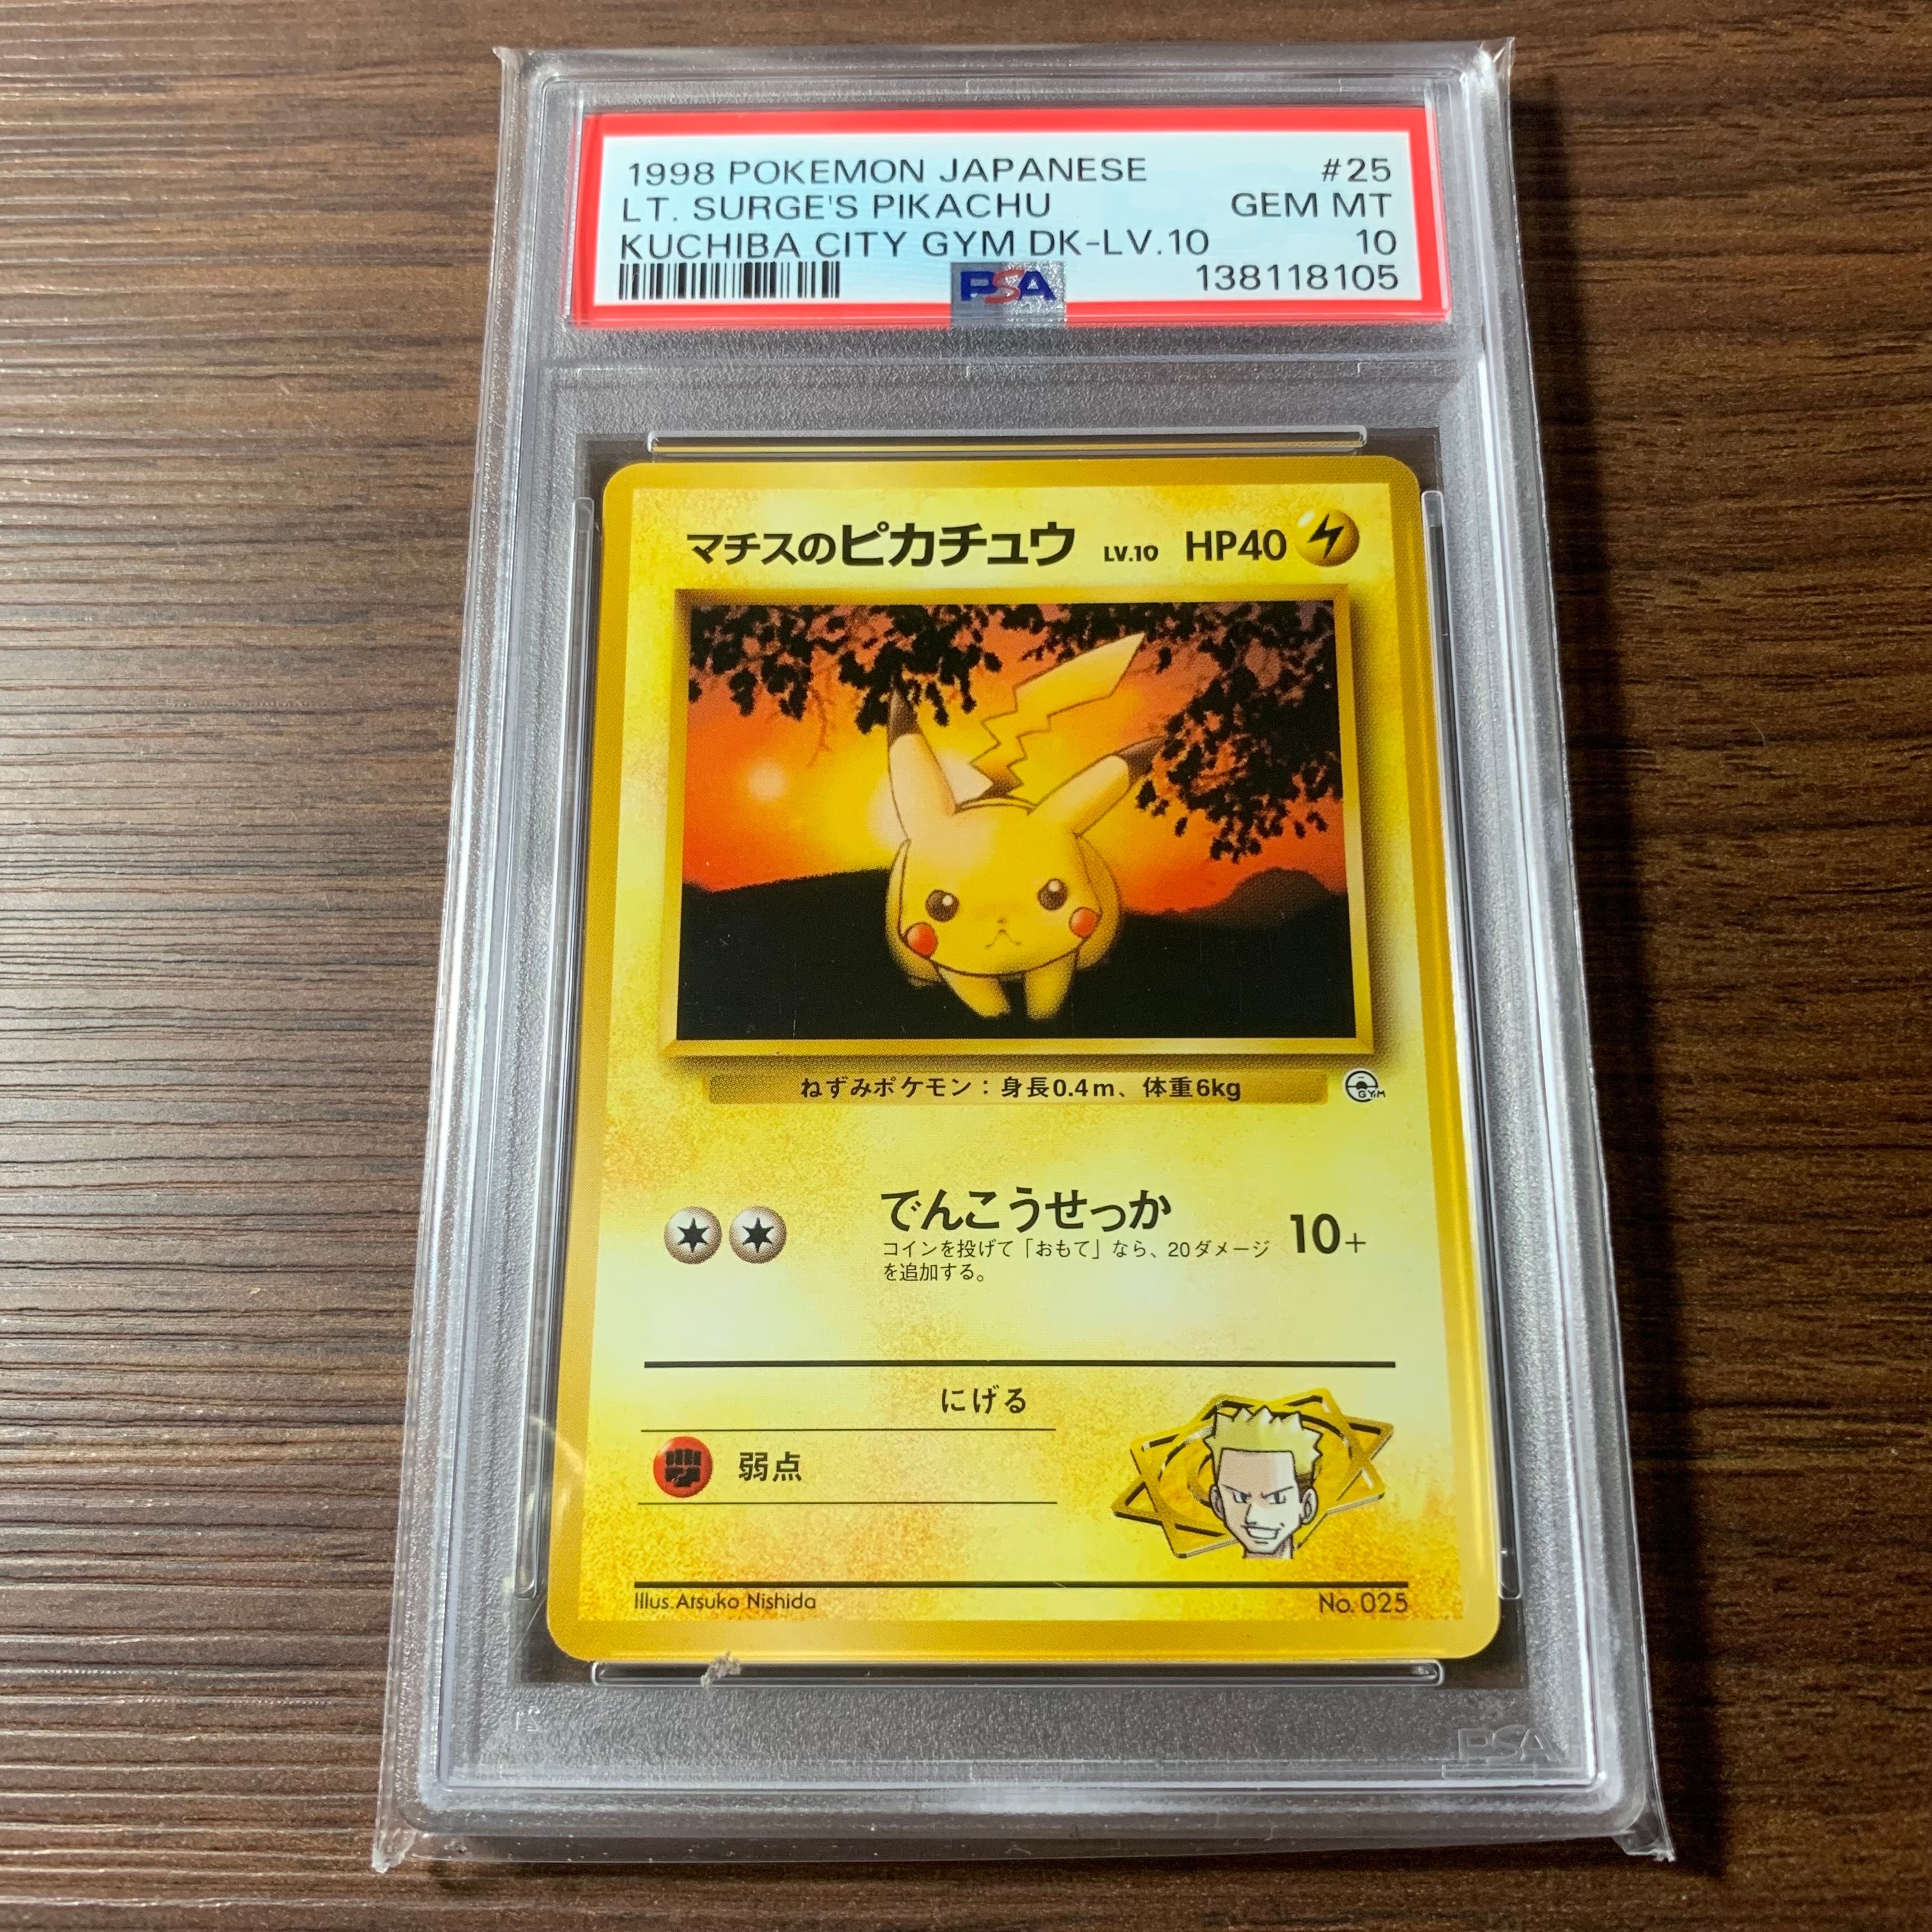 1998 POKEMON JAPANESE #25
LT. SURGE'S PIKACHU GEM MT
KUCHIBA CITY GYM DK-LV.10 10
PSA 138118105
マチスのピカチュウ LV.10 HP40
ねずみポケモン：身長0.4m、体重6kg
GYM
でんこうせっか 10+
コインを投げて「おもて」なら、20ダメージ
を追加する。
にげる
弱点
Illus. Atsuko Nishida No. 025
PSA